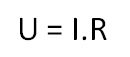 U = I.R